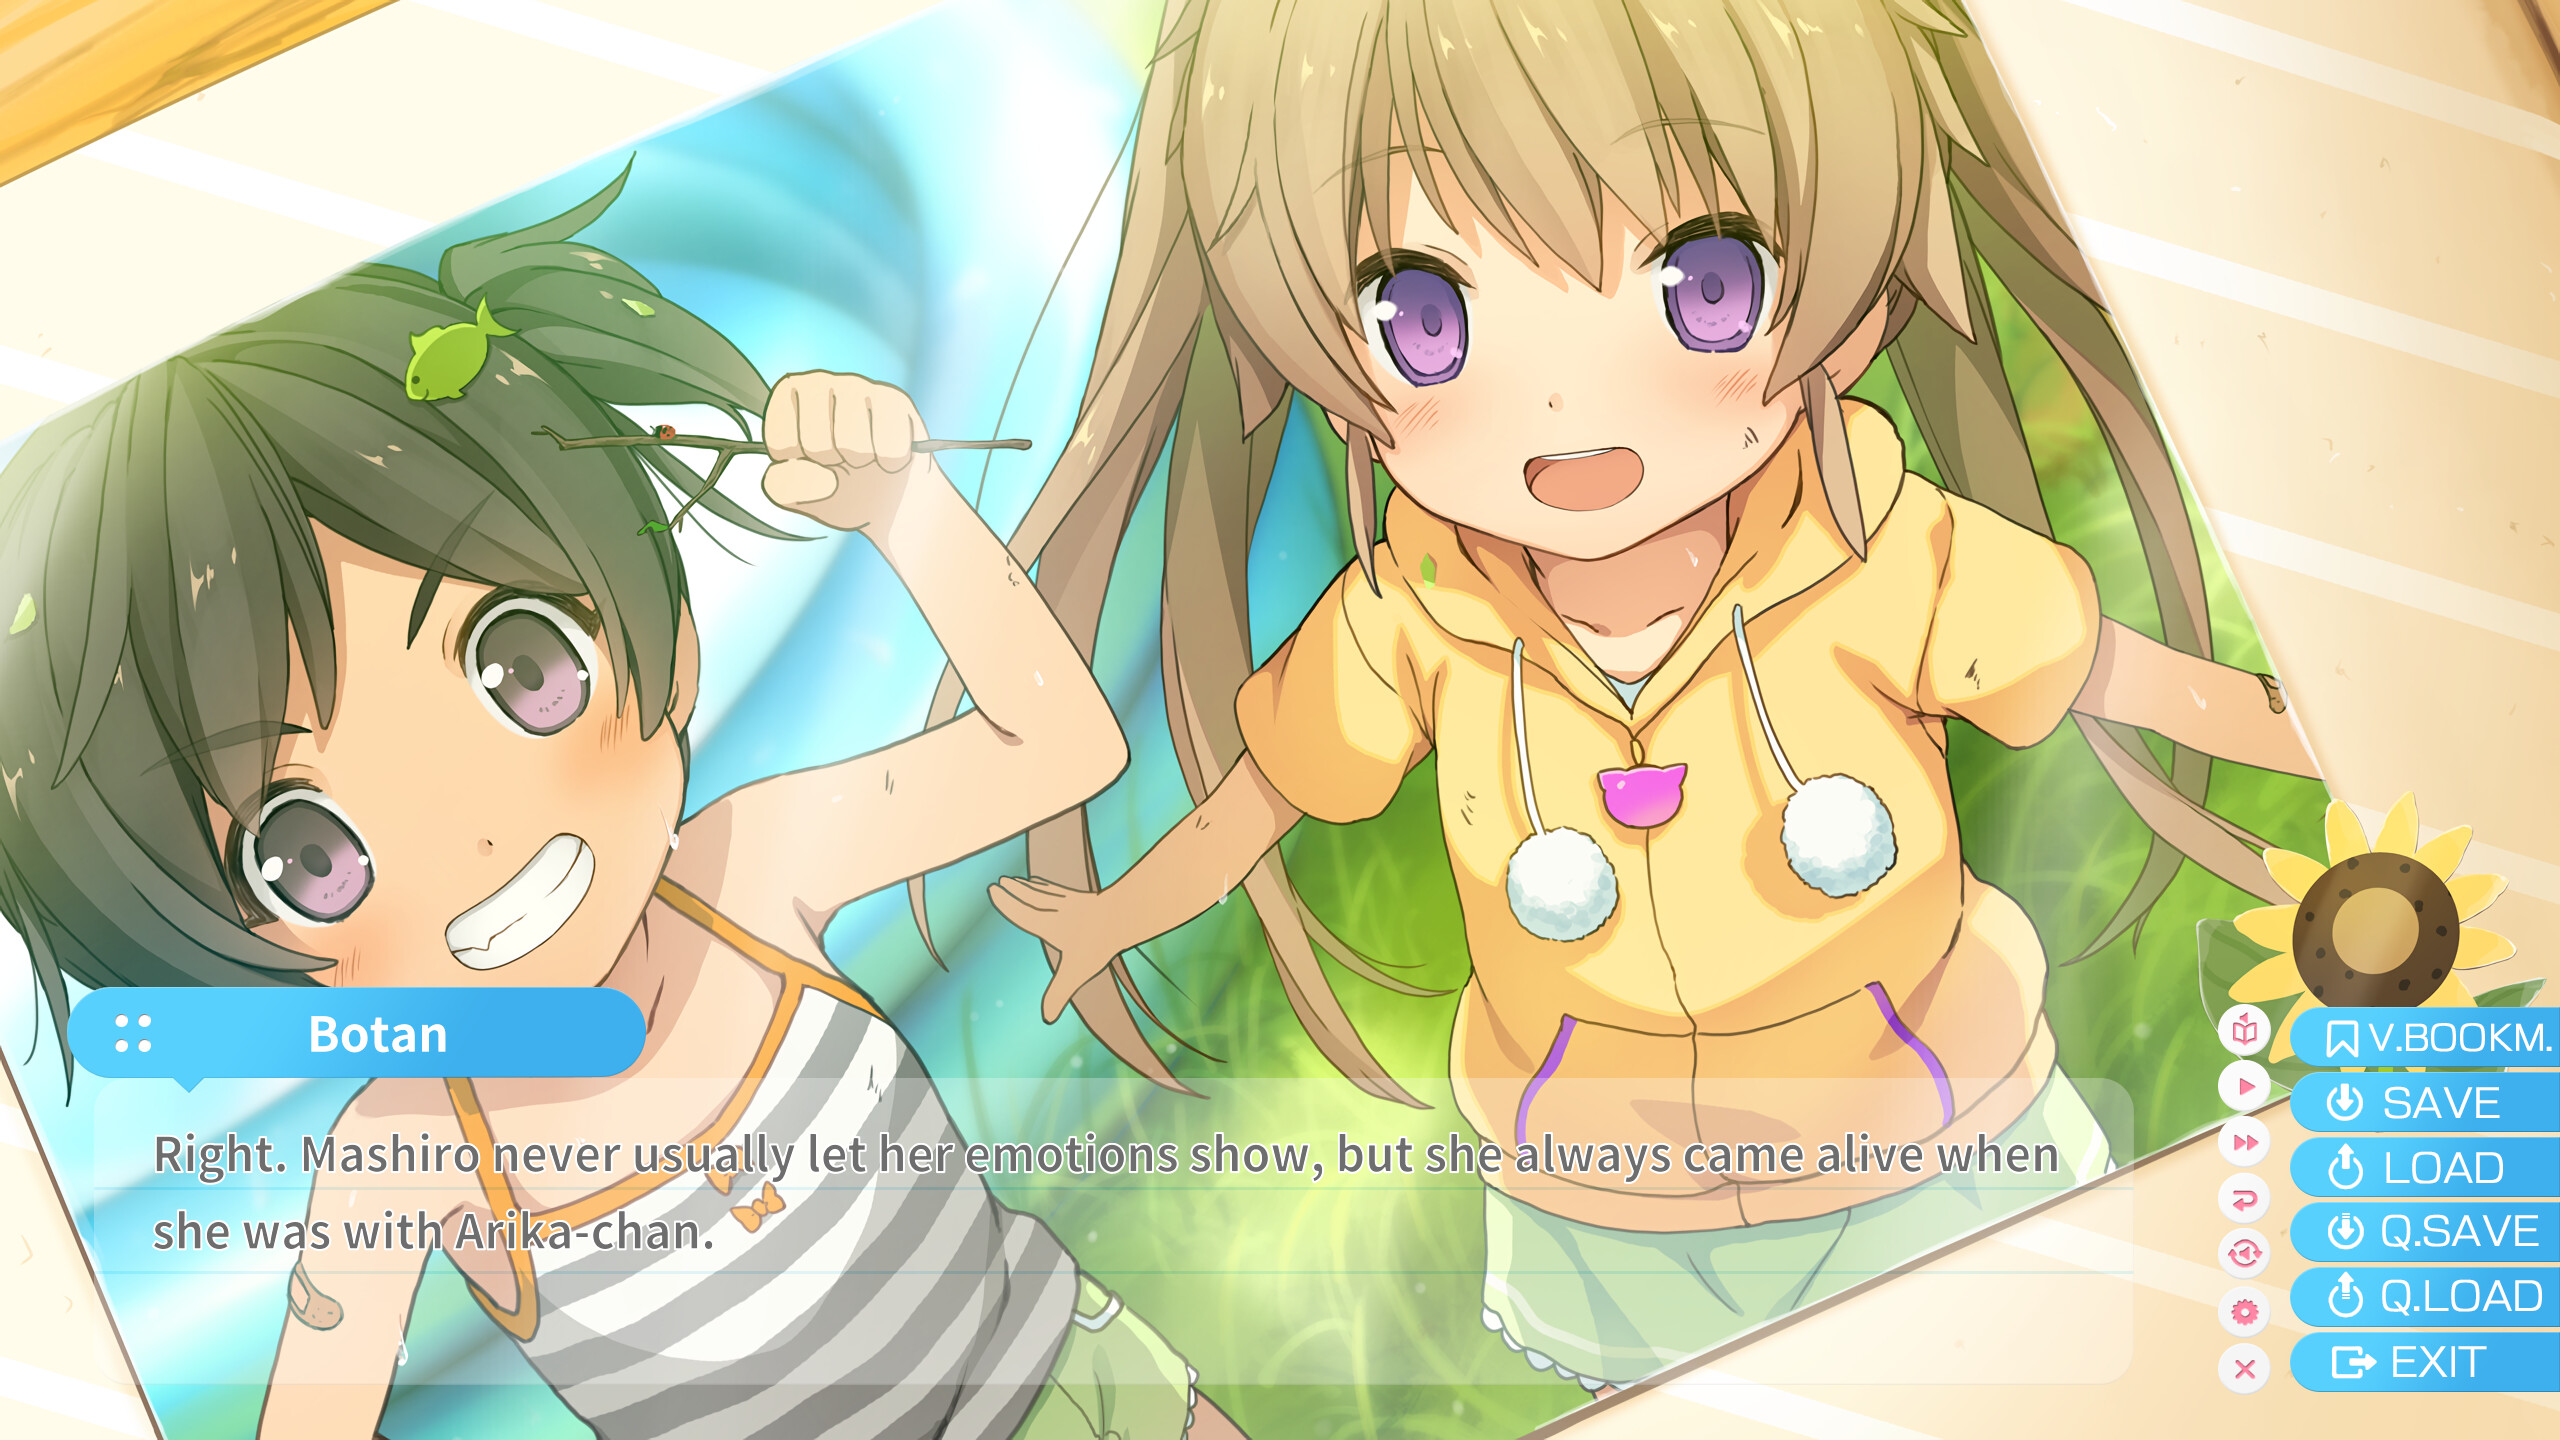 Botan
Right. Mashiro never usually let her emotions show, but she always came alive when
she was with Arika-chan.
V.BOOKM.
SAVE
LOAD
Q.SAVE
Q.LOAD
EXIT